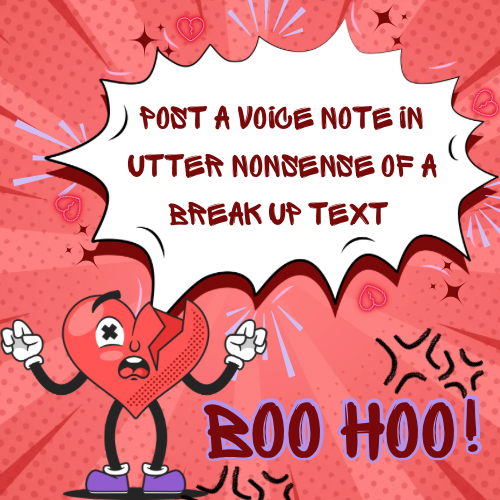 POST A VOICE NOTE IN
UTTER NONSENSE OF A
BREAK UP TEXT
BOO HOO!